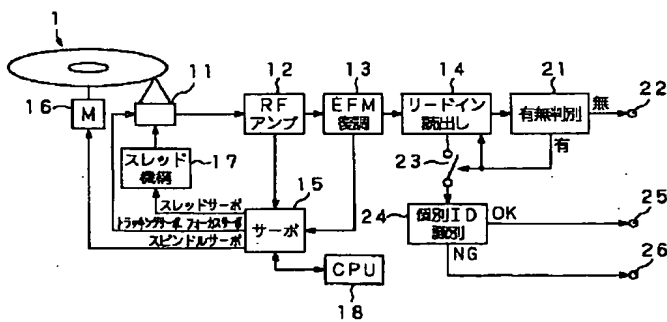 1
11
12
13
14
21
22
16
M
RF
アンプ
EFM
復調
リードイン
読出し
有無判別
無
有
23
スレッド
機構
17
15
スレッドサーボ
トラッキングサーボ フォーカスサーボ
スピンドルサーボ
サーボ
24
個別ID
識別
OK
NG
25
26
CPU
18